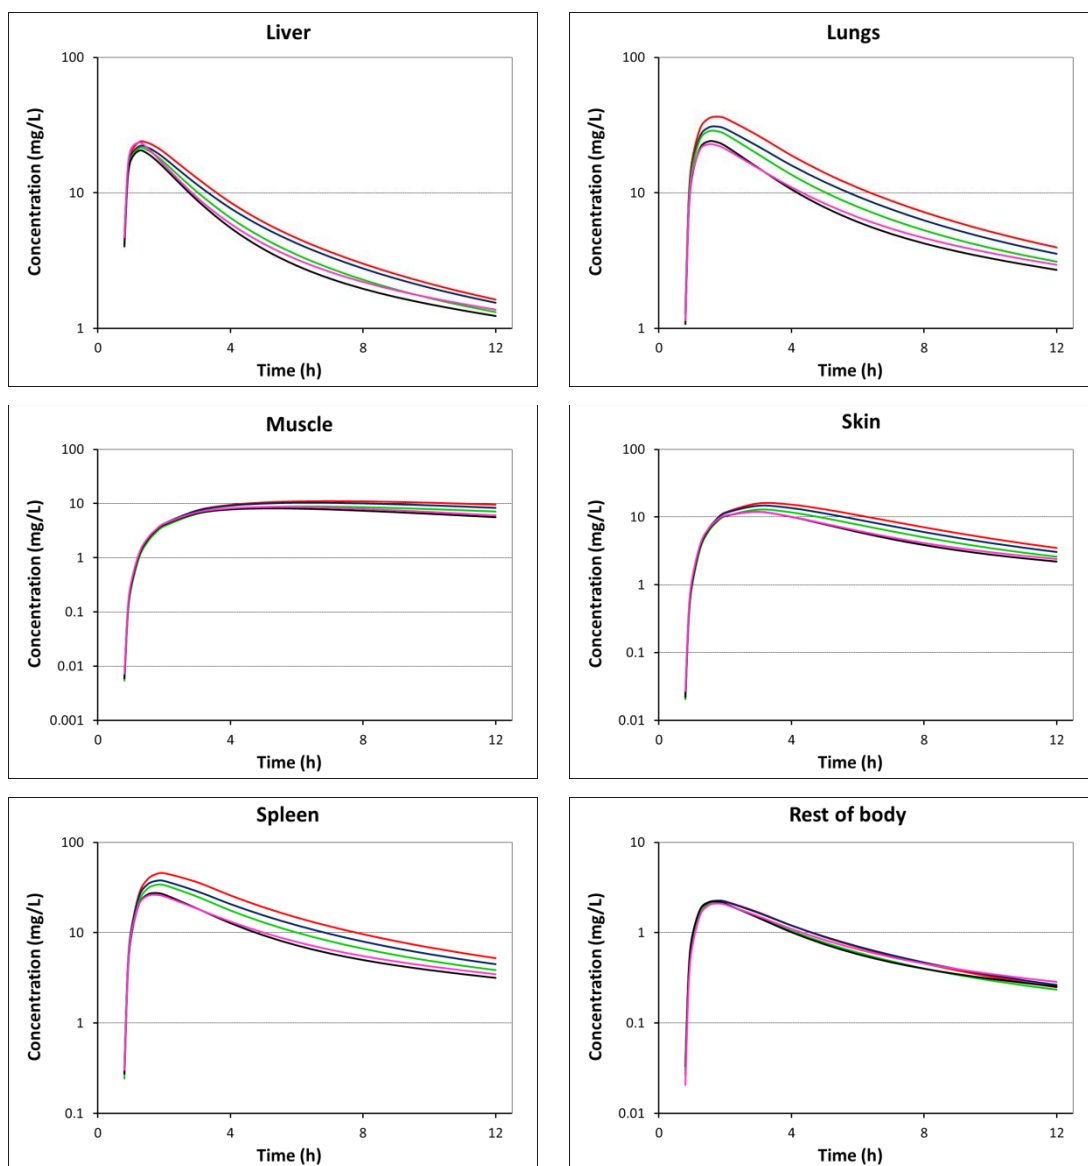 Liver
100
10
1
Concentration (mg/L)
0 4 8 12
Time (h)
Lungs
100
10
1
Concentration (mg/L)
0 4 8 12
Time (h)
Muscle
100
10
1
0.1
0.01
0.001
Concentration (mg/L)
0 4 8 12
Time (h)
Skin
100
10
1
0.1
0.01
Concentration (mg/L)
0 4 8 12
Time (h)
Spleen
100
10
1
0.1
Concentration (mg/L)
0 4 8 12
Time (h)
Rest of body
10
1
0.1
0.01
Concentration (mg/L)
0 4 8 12
Time (h)